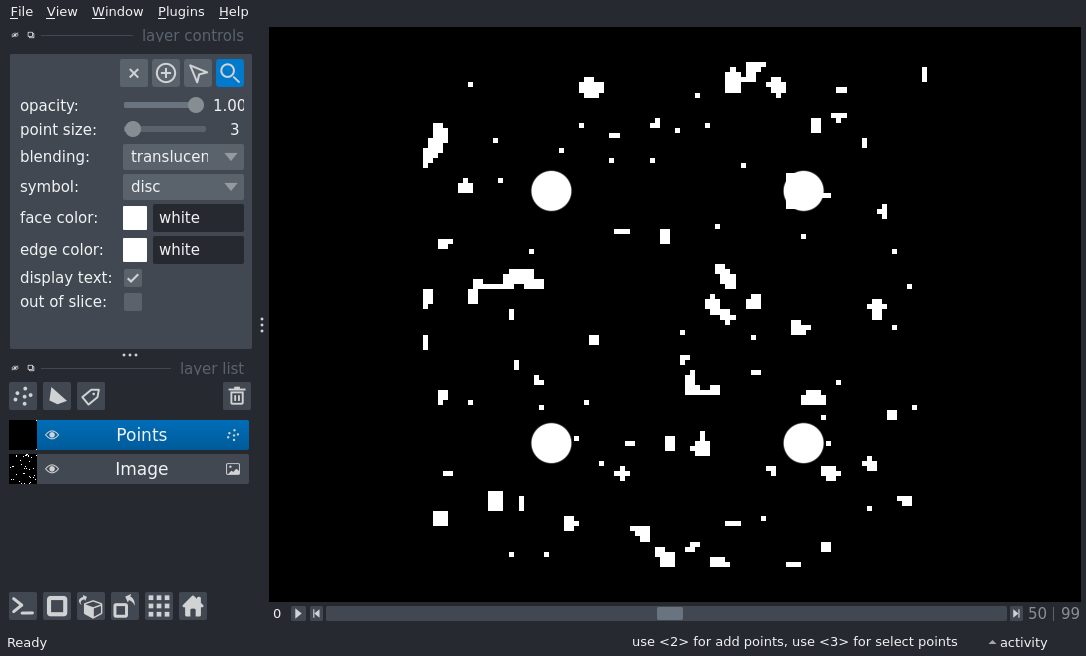 File View Window Plugins Help
layer controls
opacity: 1.00
point size: 3
blending: translucen
symbol: disc
face color: white
edge color: white
display text:
out of slice:
layer list
Points
Image
0 50 | 99
Ready use <2> for add points, use <3> for select points activity